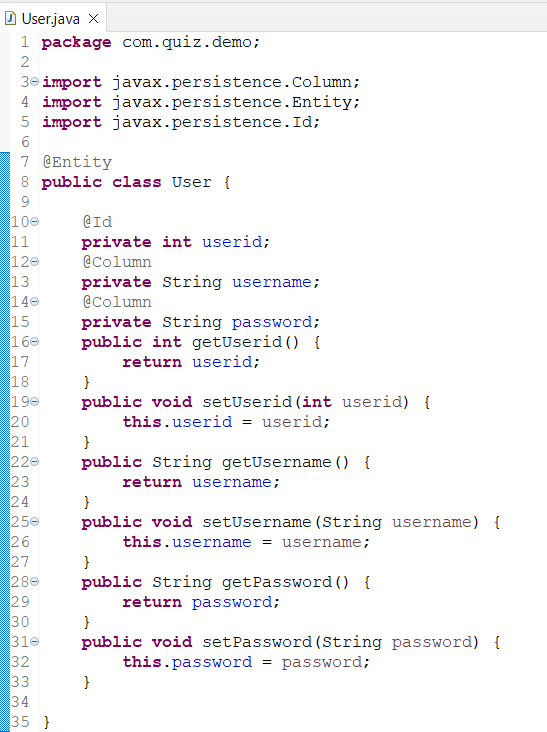 User.java
1 package com.quiz.demo;
2
3 import javax.persistence.Column;
4 import javax.persistence.Entity;
5 import javax.persistence.Id;
6
7 @Entity
8 public class User {
9
10     @Id
11     private int userid;
12     @Column
13     private String username;
14     @Column
15     private String password;
16     public int getUserid() {
17         return userid;
18     }
19     public void setUserid(int userid) {
20         this.userid = userid;
21     }
22     public String getUsername() {
23         return username;
24     }
25     public void setUsername(String username) {
26         this.username = username;
27     }
28     public String getPassword() {
29         return password;
30     }
31     public void setPassword(String password) {
32         this.password = password;
33     }
34
35 }